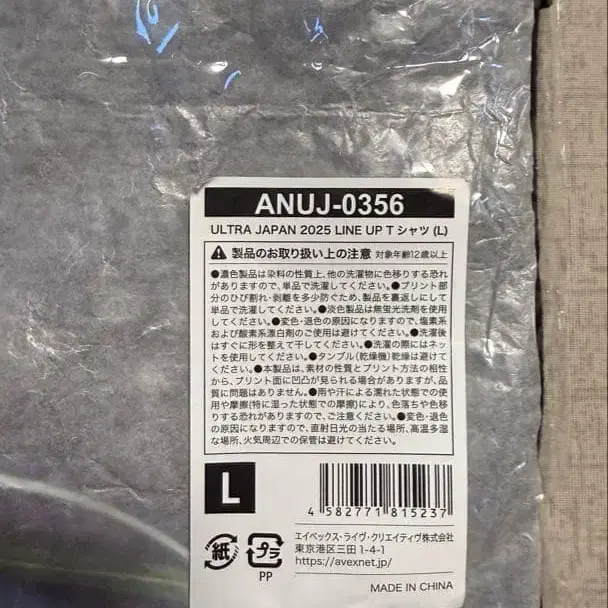 ANUJ-0356
ULTRA JAPAN 2025 LINE UP T シャツ (L)
製品のお取り扱い上の注意 対象年齢12歳以上
●濃色製品は染料の性質上、他の洗濯物に色移りする恐れ
がありますので、単品で洗濯してください。●プリント部
分のひび割れ・剥離を多少防ぐため、製品を裏返しにして
単品で洗濯してください。●淡色製品は無蛍光洗剤を使用
してください。●変色・退色の原因になりますので、塩素系
および酸素系漂白剤のご使用は避けてください。●洗濯後
はすぐに形を整えて干してください。●洗濯の際にはネッ
トを使用してください。●タンブル(乾燥機)乾燥は避けて
ください。●本製品は、素材の性質とプリント方法の相性
から、プリント面に凹凸が見られる場合がありますが、品
質に問題はありません。●雨や汗による濡れた状態での使
用や摩擦(特に湿った状態での摩擦)により、色落ちや色移
りする恐れがありますので、ご注意ください。●変色・退色
の原因になりますので、直射日光の当たる場所、高温多湿
な場所、火気周辺での保管は避けてください。
L
4 582771 815237
紙
プラ
PP
エイベックス・ライヴ・クリエイティヴ株式会社
東京港区三田 1-4-1
https://avexnet.jp/
MADE IN CHINA